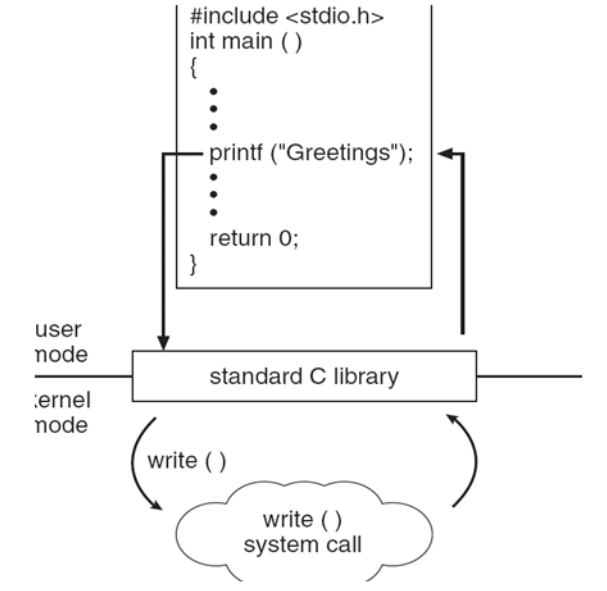 #include <stdio.h>
int main ( )
{
•
•
•
printf ("Greetings");
•
•
•
return 0;
}
user
mode
standard C library
kernel
mode
write ( )
write ( )
system call